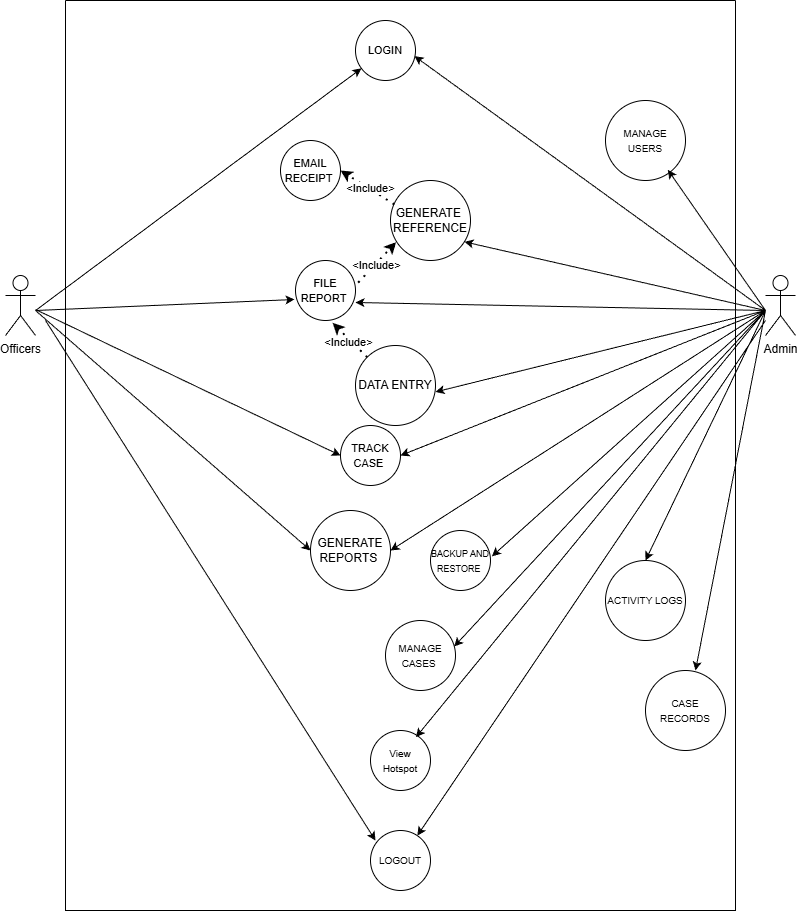 LOGIN
MANAGE
USERS
EMAIL
RECEIPT
<Include>
GENERATE
REFERENCE
<Include>
FILE
REPORT
Officers
Admin
<Include>
DATA ENTRY
TRACK
CASE
GENERATE
REPORTS
BACKUP AND
RESTORE
ACTIVITY LOGS
MANAGE
CASES
CASE
RECORDS
View
Hotspot
LOGOUT